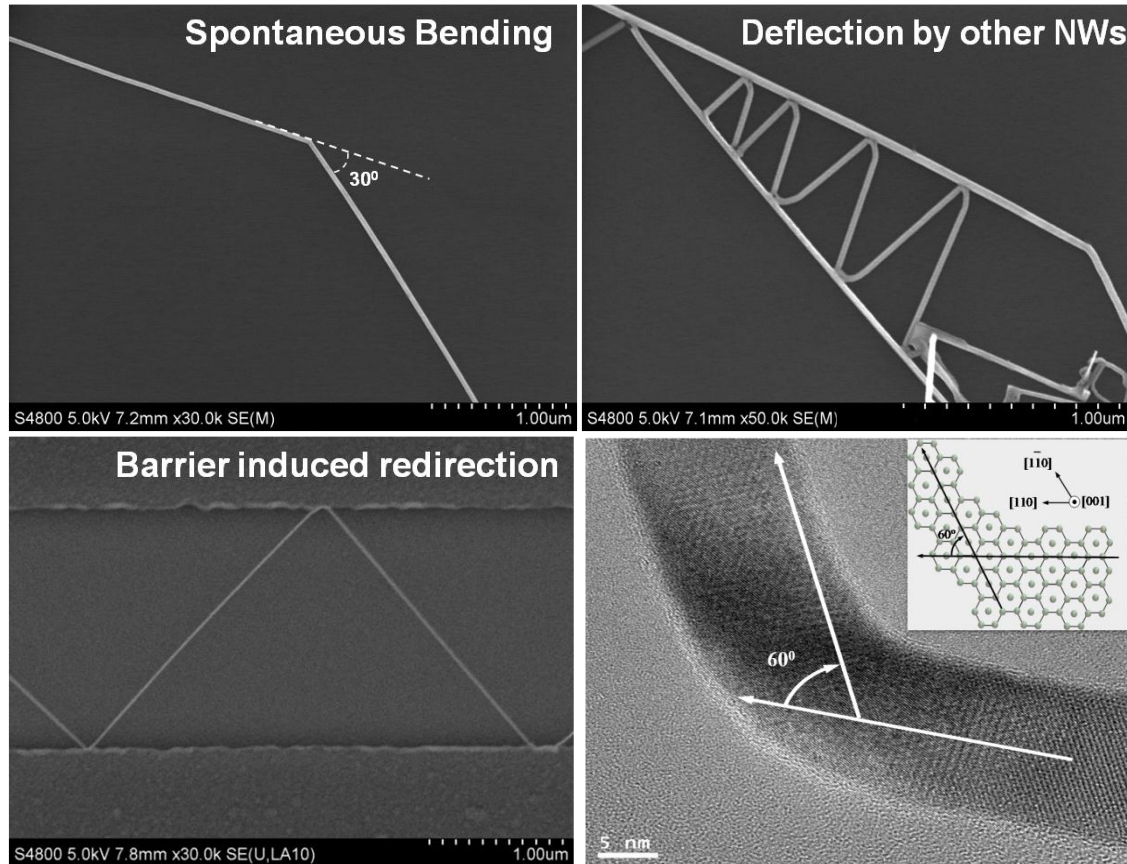 Spontaneous Bending
30⁰
S4800 5.0kV 7.2mm x30.0k SE(M)
1.00um
Deflection by other NWs
S4800 5.0kV 7.1mm x50.0k SE(M)
1.00um
Barrier induced redirection
S4800 5.0kV 7.8mm x30.0k SE(U,LA10)
1.00um
[11̄0]
[110]
[001]
60⁰
60⁰
5 nm